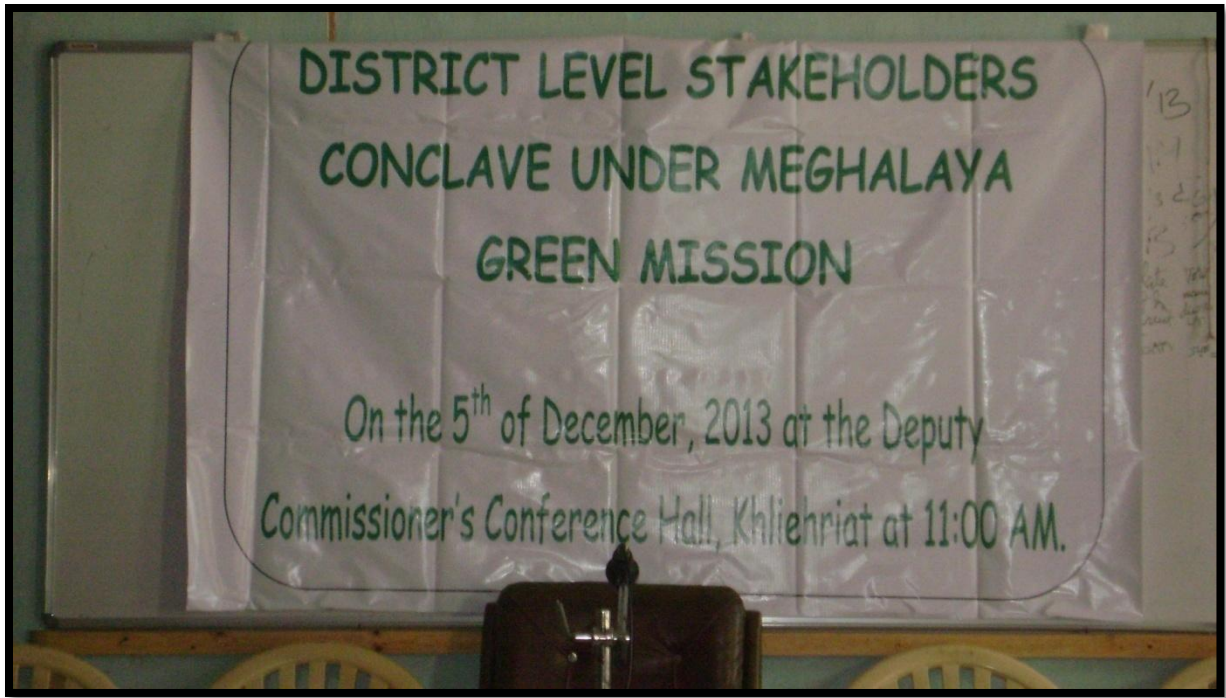 DISTRICT LEVEL STAKEHOLDERS
CONCLAVE UNDER MEGHALAYA
GREEN MISSION
On the 5th of December, 2013 at the Deputy
Commissioner's Conference Hall, Khliehriat at 11:00 AM.
'13